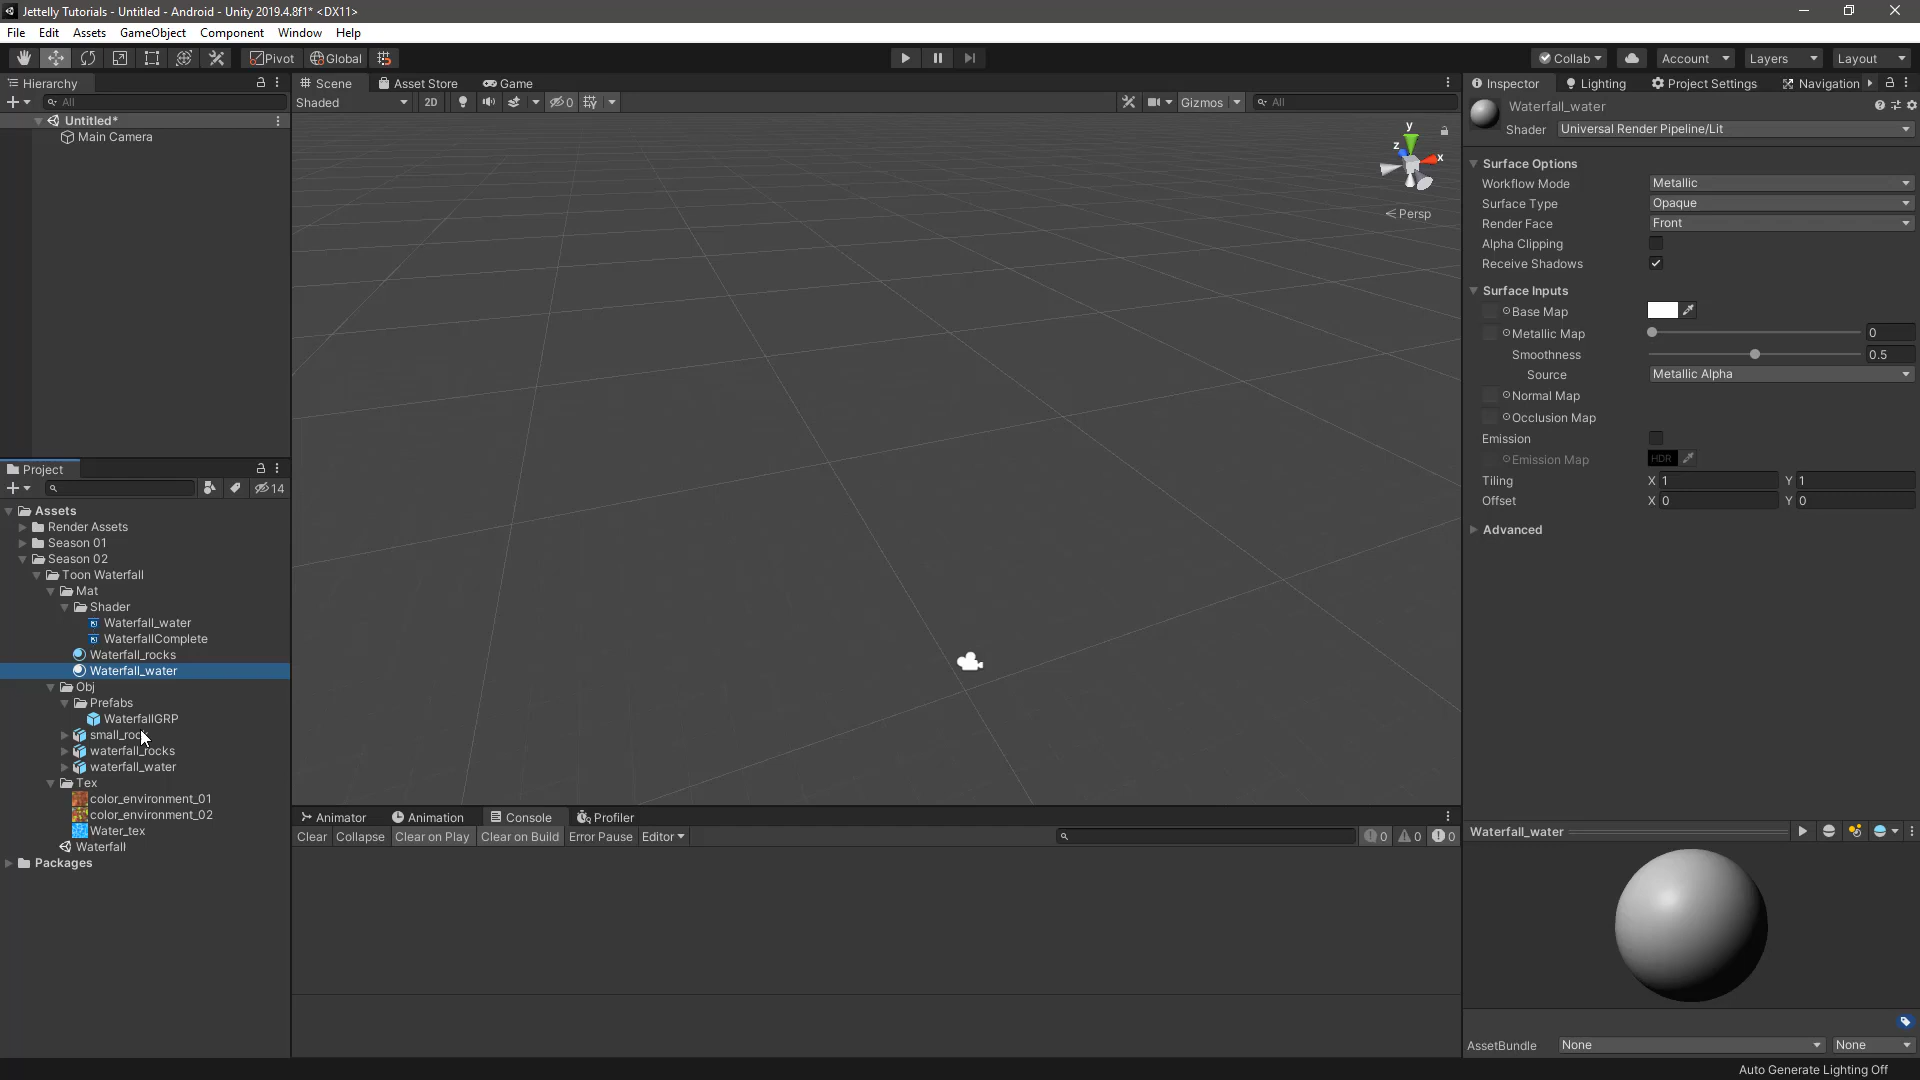 Jettelly Tutorials - Untitled - Android - Unity 2019.4.8f1* <DX11>
File Edit Assets GameObject Component Window Help
Pivot Global Collab Account Layers Layout
Hierarchy
All
Untitled*
Main Camera
Scene Asset Store Game
Shaded 2D 0 Gizmos All
y
z x
Persp
Project
14
Assets
Render Assets
Season 01
Season 02
Toon Waterfall
Mat
Shader
Waterfall_water
WaterfallComplete
Waterfall_rocks
Waterfall_water
Obj
Prefabs
WaterfallGRP
waterfall_rocks
waterfall_water
Tex
color_environment_01
color_environment_02
Water_tex
Waterfall
Packages
Animator Animation Console Profiler
Clear Collapse Clear on Play Clear on Build Error Pause Editor 0 0 0
Inspector Lighting Project Settings Navigation
Waterfall_water
Shader Universal Render Pipeline/Lit
Surface Options
Workflow Mode Metallic
Surface Type Opaque
Render Face Front
Alpha Clipping
Receive Shadows
Surface Inputs
Base Map
Metallic Map 0
Smoothness 0.5
Source Metallic Alpha
Normal Map
Occlusion Map
Emission
Emission Map HDR
Tiling X 1 Y 1
Offset X 0 Y 0
Advanced
Waterfall_water
AssetBundle None None
Auto Generate Lighting Off